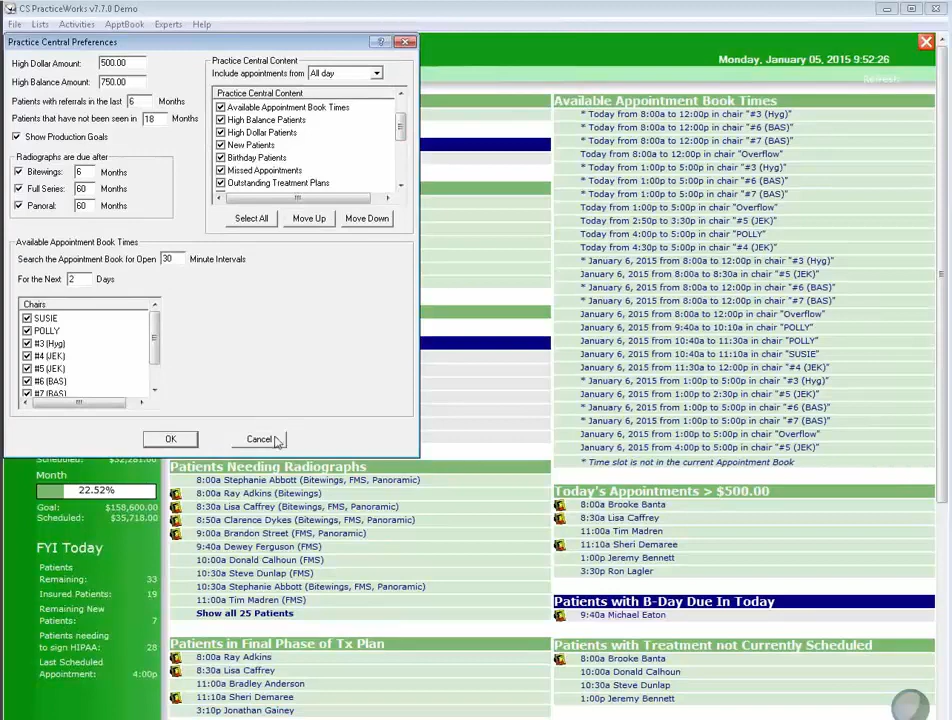 CS PracticeWorks v7.7.0 Demo
File Lists Activities ApptBook Experts Help
Practice Central Preferences
High Dollar Amount: 500.00
High Balance Amount: 750.00
Patients with referrals in the last 6 Months
Patients that have not been seen in 18 Months
Show Production Goals
Radiographs are due after
Bitewings: 6 Months
Full Series: 60 Months
Panoral: 60 Months
Practice Central Content
Include appointments from All day
Practice Central Content
Available Appointment Book Times
High Balance Patients
High Dollar Patients
New Patients
Birthday Patients
Missed Appointments
Outstanding Treatment Plans
Select All Move Up Move Down
Available Appointment Book Times
Search the Appointment Book for Open 30 Minute Intervals
For the Next 2 Days
Chairs
SUSIE
POLLY
#3 (Hyg)
#4 (JEK)
#5 (JEK)
#6 (BAS)
#7 (BAS)
OK Cancel
Monday, January 05, 2015 9:52:26
Refresh
Available Appointment Book Times
* Today from 8:00a to 12:00p in chair "#3 (Hyg)"
* Today from 8:00a to 12:00p in chair "#6 (BAS)"
* Today from 8:00a to 12:00p in chair "#7 (BAS)"
Today from 8:00a to 12:00p in chair "Overflow"
* Today from 1:00p to 5:00p in chair "#3 (Hyg)"
* Today from 1:00p to 5:00p in chair "#6 (BAS)"
* Today from 1:00p to 5:00p in chair "#7 (BAS)"
Today from 1:00p to 5:00p in chair "Overflow"
Today from 2:50p to 3:30p in chair "#5 (JEK)"
Today from 4:00p to 5:00p in chair "POLLY"
Today from 4:30p to 5:00p in chair "#4 (JEK)"
* January 6, 2015 from 8:00a to 12:00p in chair "#3 (Hyg)"
January 6, 2015 from 8:00a to 8:30a in chair "#5 (JEK)"
* January 6, 2015 from 8:00a to 12:00p in chair "#6 (BAS)"
* January 6, 2015 from 8:00a to 12:00p in chair "#7 (BAS)"
January 6, 2015 from 8:00a to 12:00p in chair "Overflow"
January 6, 2015 from 9:40a to 10:10a in chair "POLLY"
January 6, 2015 from 10:40a to 11:30a in chair "POLLY"
January 6, 2015 from 10:40a to 11:10a in chair "SUSIE"
January 6, 2015 from 11:30a to 12:00p in chair "#4 (JEK)"
* January 6, 2015 from 1:00p to 5:00p in chair "#3 (Hyg)"
January 6, 2015 from 1:00p to 2:30p in chair "#5 (JEK)"
* January 6, 2015 from 1:00p to 5:00p in chair "#6 (BAS)"
* January 6, 2015 from 1:00p to 5:00p in chair "#7 (BAS)"
January 6, 2015 from 1:00p to 5:00p in chair "Overflow"
January 6, 2015 from 4:00p to 5:00p in chair "#5 (JEK)"
* Time slot is not in the current Appointment Book
Scheduled: $32,281.00
Month
22.52%
Goal: $158,600.00
Scheduled: $35,718.00
FYI Today
Patients
Remaining: 33
Insured Patients: 19
Remaining New
Patients: 7
Patients needing
to sign HIPAA: 28
Last Scheduled
Appointment: 4:00p
Patients Needing Radiographs
8:00a Stephanie Abbott (Bitewings, FMS, Panoramic)
8:00a Ray Adkins (Bitewings)
8:30a Lisa Caffrey (Bitewings, FMS, Panoramic)
8:50a Clarence Dykes (Bitewings, FMS, Panoramic)
9:00a Brandon Street (FMS, Panoramic)
9:40a Dewey Ferguson (FMS)
10:00a Donald Calhoun (FMS)
10:30a Steve Dunlap (FMS)
10:30a Stephanie Abbott (Bitewings, FMS, Panoramic)
11:00a Tim Madren (FMS)
Show all 25 Patients
Patients in Final Phase of Tx Plan
8:00a Ray Adkins
8:30a Lisa Caffrey
11:00a Bradley Anderson
11:10a Sheri Demaree
3:10p Jonathan Gainey
Today's Appointments > $500.00
8:00a Brooke Banta
8:30a Lisa Caffrey
11:00a Tim Madren
11:10a Sheri Demaree
1:00p Jeremy Bennett
3:30p Ron Lagler
Patients with B-Day Due In Today
9:40a Michael Eaton
Patients with Treatment not Currently Scheduled
8:00a Brooke Banta
10:00a Donald Calhoun
10:30a Steve Dunlap
1:00p Jeremy Bennett